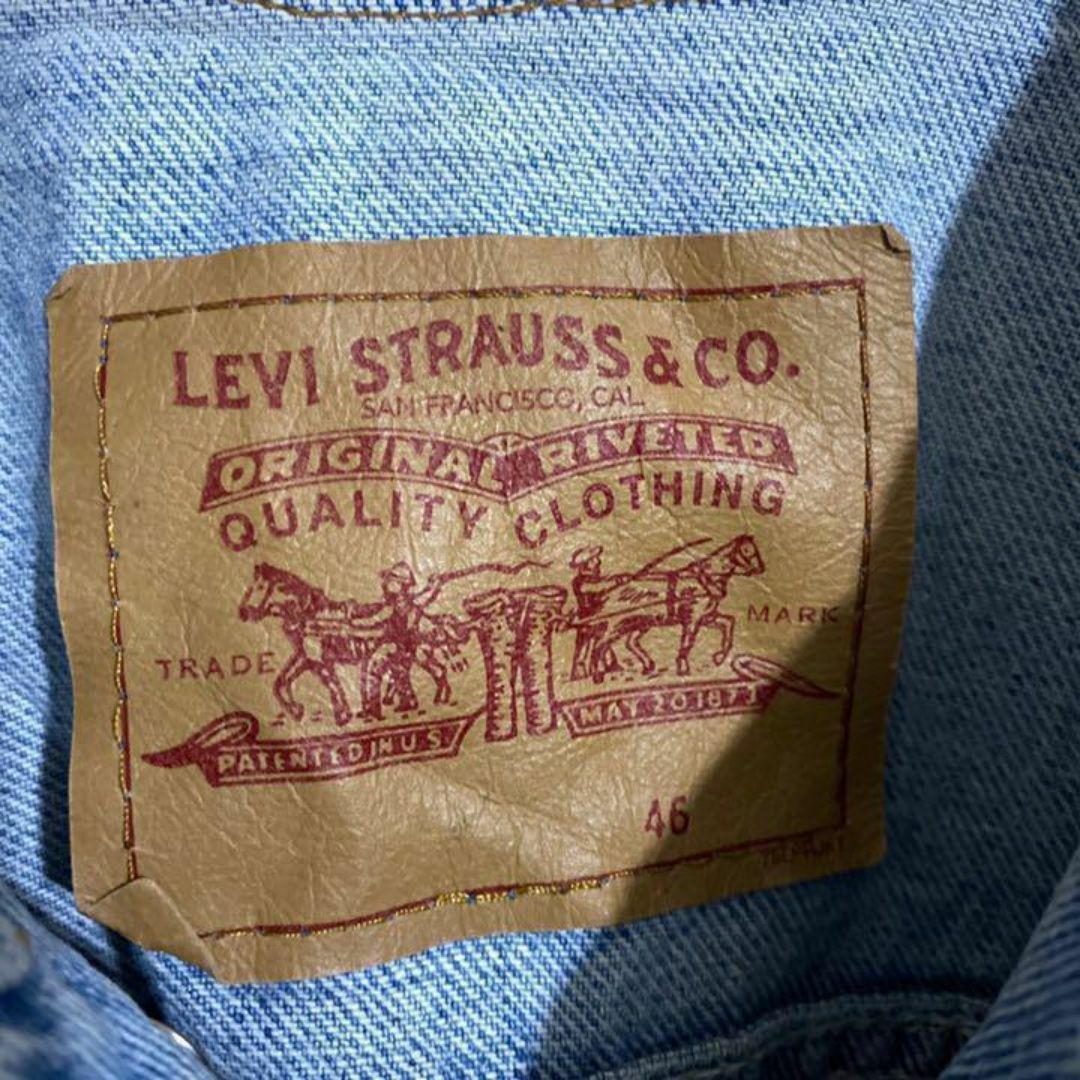 LEVI STRAUSS & CO.
SAN FRANCISCO, CAL.
ORIGINAL RIVETED
QUALITY CLOTHING
TRADE MARK
PATENTED IN U.S.
MAY 20 1873
46